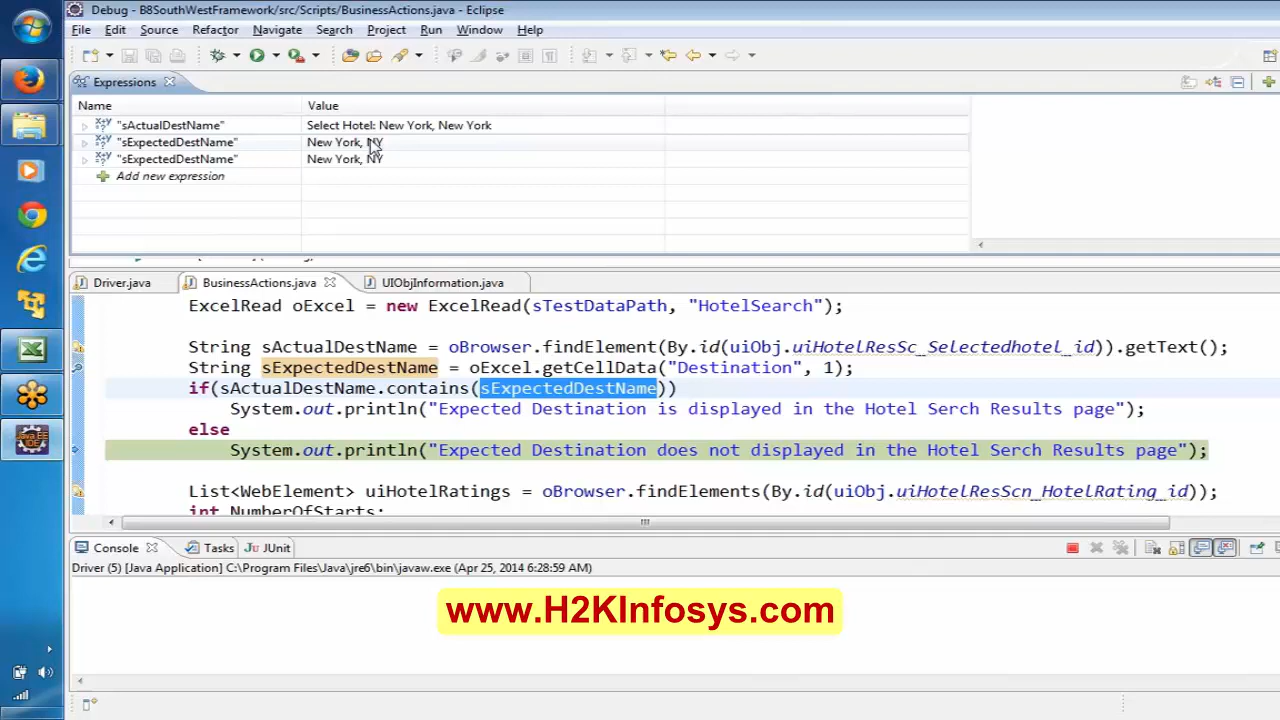 Debug - B8SouthWestFramework/src/Scripts/BusinessActions.java - Eclipse
File Edit Source Refactor Navigate Search Project Run Window Help
Expressions
Name Value
"sActualDestName" Select Hotel: New York, New York
"sExpectedDestName" New York, NY
"sExpectedDestName" New York, NY
Add new expression
Driver.java BusinessActions.java UIObjInformation.java
ExcelRead oExcel = new ExcelRead(sTestDataPath, "HotelSearch");
String sActualDestName = oBrowser.findElement(By.id(uiObj.uiHotelResSc_Selectedhotel_id)).getText();
String sExpectedDestName = oExcel.getCellData("Destination", 1);
if(sActualDestName.contains(sExpectedDestName))
System.out.println("Expected Destination is displayed in the Hotel Serch Results page");
else
System.out.println("Expected Destination does not displayed in the Hotel Serch Results page");
List<WebElement> uiHotelRatings = oBrowser.findElements(By.id(uiObj.uiHotelResScn_HotelRating_id));
int NumberOfStarts;
Console Tasks JUnit
Driver (5) [Java Application] C:\Program Files\Java\jre6\bin\javaw.exe (Apr 25, 2014 6:28:59 AM)
www.H2KInfosys.com